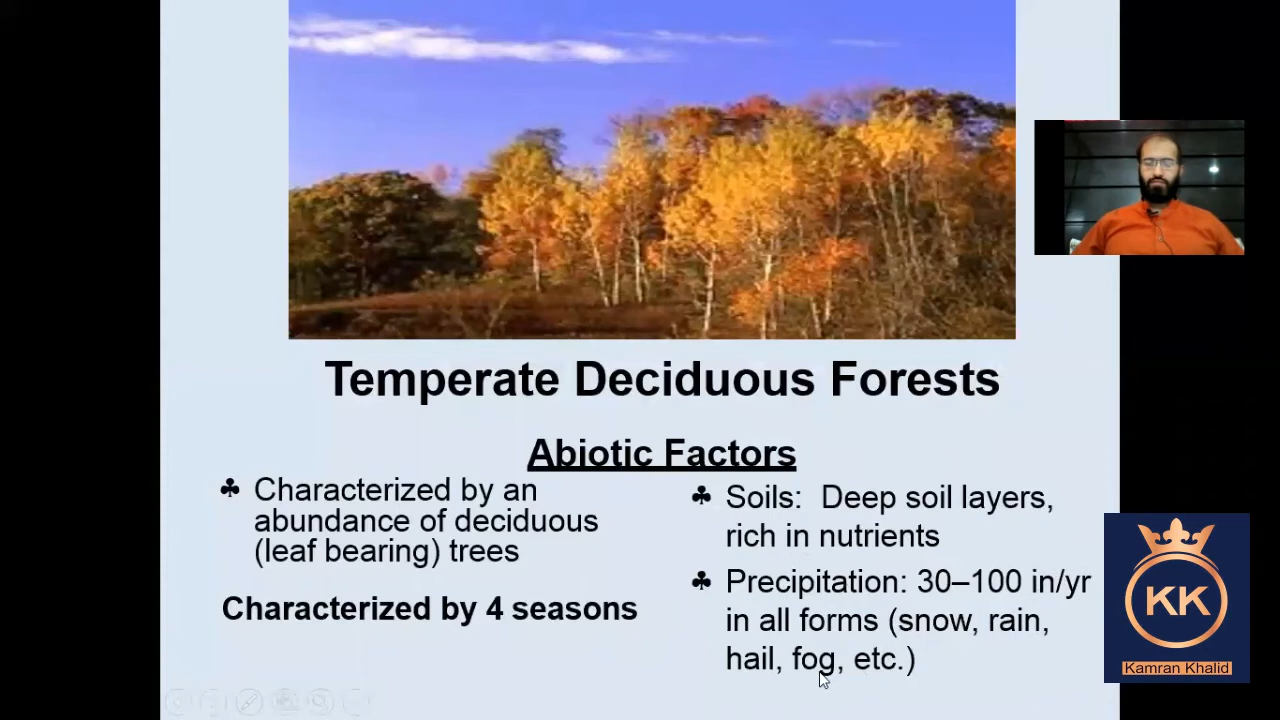 Temperate Deciduous Forests
Abiotic Factors
♣ Characterized by an
abundance of deciduous
(leaf bearing) trees
Characterized by 4 seasons
♣ Soils: Deep soil layers,
rich in nutrients
♣ Precipitation: 30–100 in/yr
in all forms (snow, rain,
hail, fog, etc.)
KK
Kamran Khalid